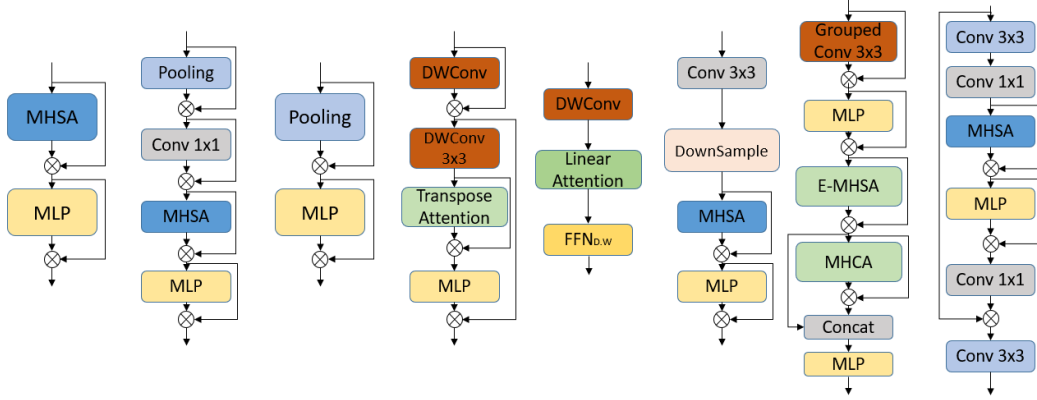 MHSA
MLP
Pooling
Conv 1x1
MHSA
MLP
Pooling
MLP
DWConv
DWConv
3x3
Transpose
Attention
MLP
DWConv
Linear
Attention
FFND.W
Conv 3x3
DownSample
MHSA
MLP
Grouped
Conv 3x3
MLP
E-MHSA
MHCA
Concat
MLP
Conv 3x3
Conv 1x1
MHSA
MLP
Conv 1x1
Conv 3x3